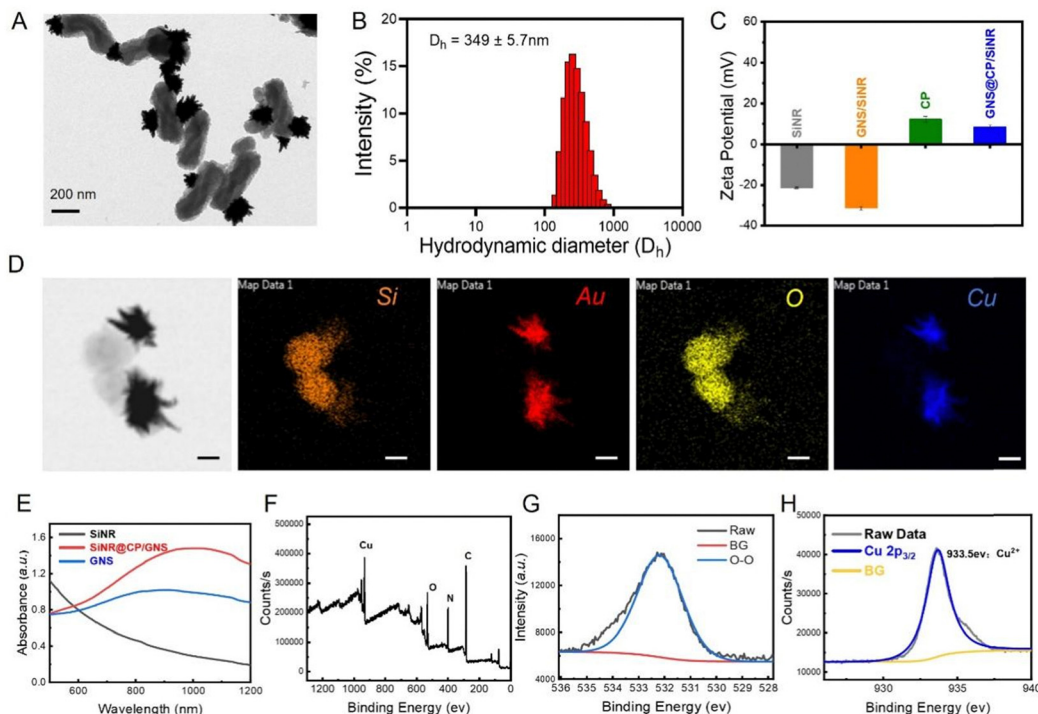 A
200 nm
B
D_h = 349 ± 5.7nm
Intensity (%)
20
15
10
5
0
1 10 100 1000 10000
Hydrodynamic diameter (D_h)
C
Zeta Potential (mV)
60
40
20
0
-20
-40
SiNR
GNS/SiNR
CP
GNS@CP/SiNR
D
Map Data 1
Si
Map Data 1
Au
Map Data 1
O
Map Data 1
Cu
E
Absorbance (a.u.)
1.6
1.2
0.8
0.4
0.0
SiNR
SiNR@CP/GNS
GNS
600 800 1000 1200
Wavelength (nm)
F
Counts/s
500000
400000
300000
200000
100000
0
Cu
O
N
C
1200 1000 800 600 400 200 0
Binding Energy (ev)
G
Intensity (a.u.)
16000
12000
8000
4000
Raw
BG
O-O
536 535 534 533 532 531 530 529 528
Binding Energy (ev)
H
Counts/s
50000
40000
30000
20000
10000
0
Raw Data
Cu 2p3/2
BG
933.5ev: Cu2+
930 935 940
Binding Energy (ev)